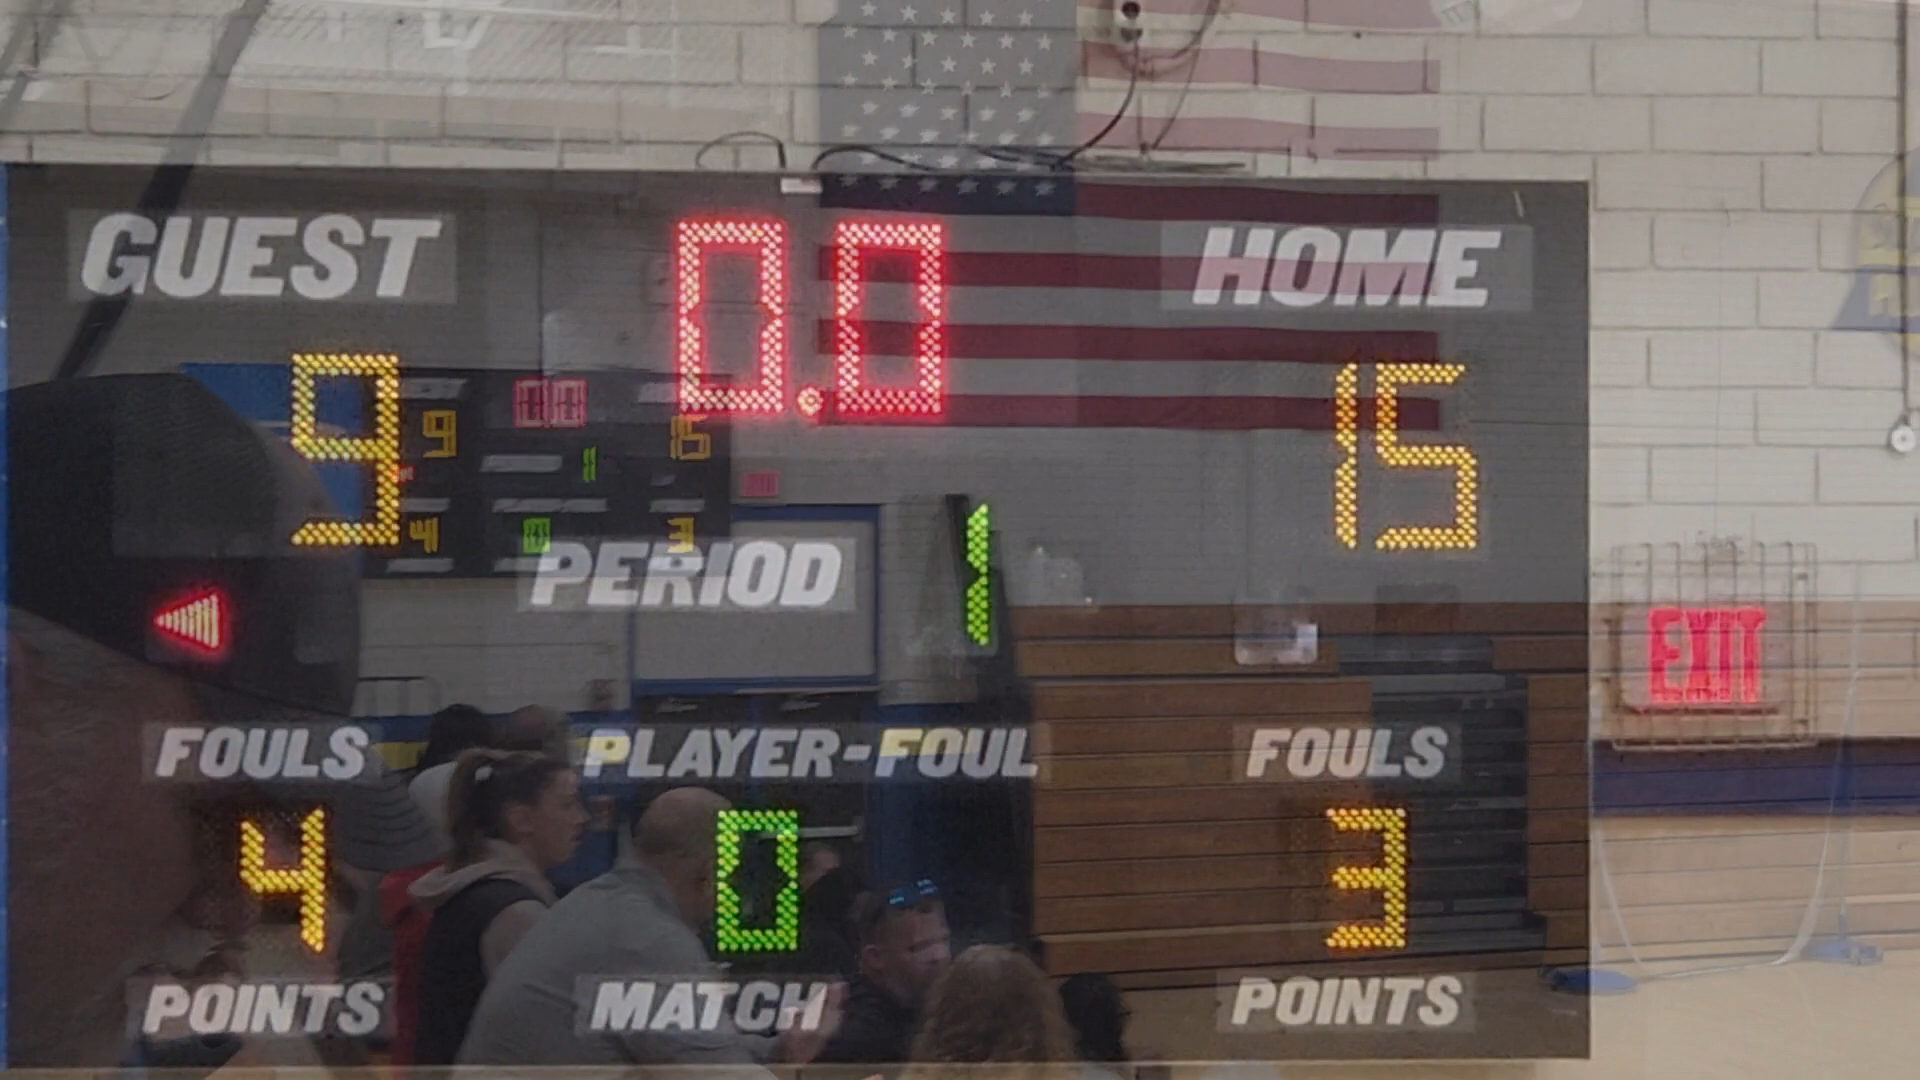 GUEST 0.0 HOME
9 15
PERIOD 1
EXIT
FOULS PLAYER-FOUL FOULS
4 0 3
POINTS MATCH POINTS